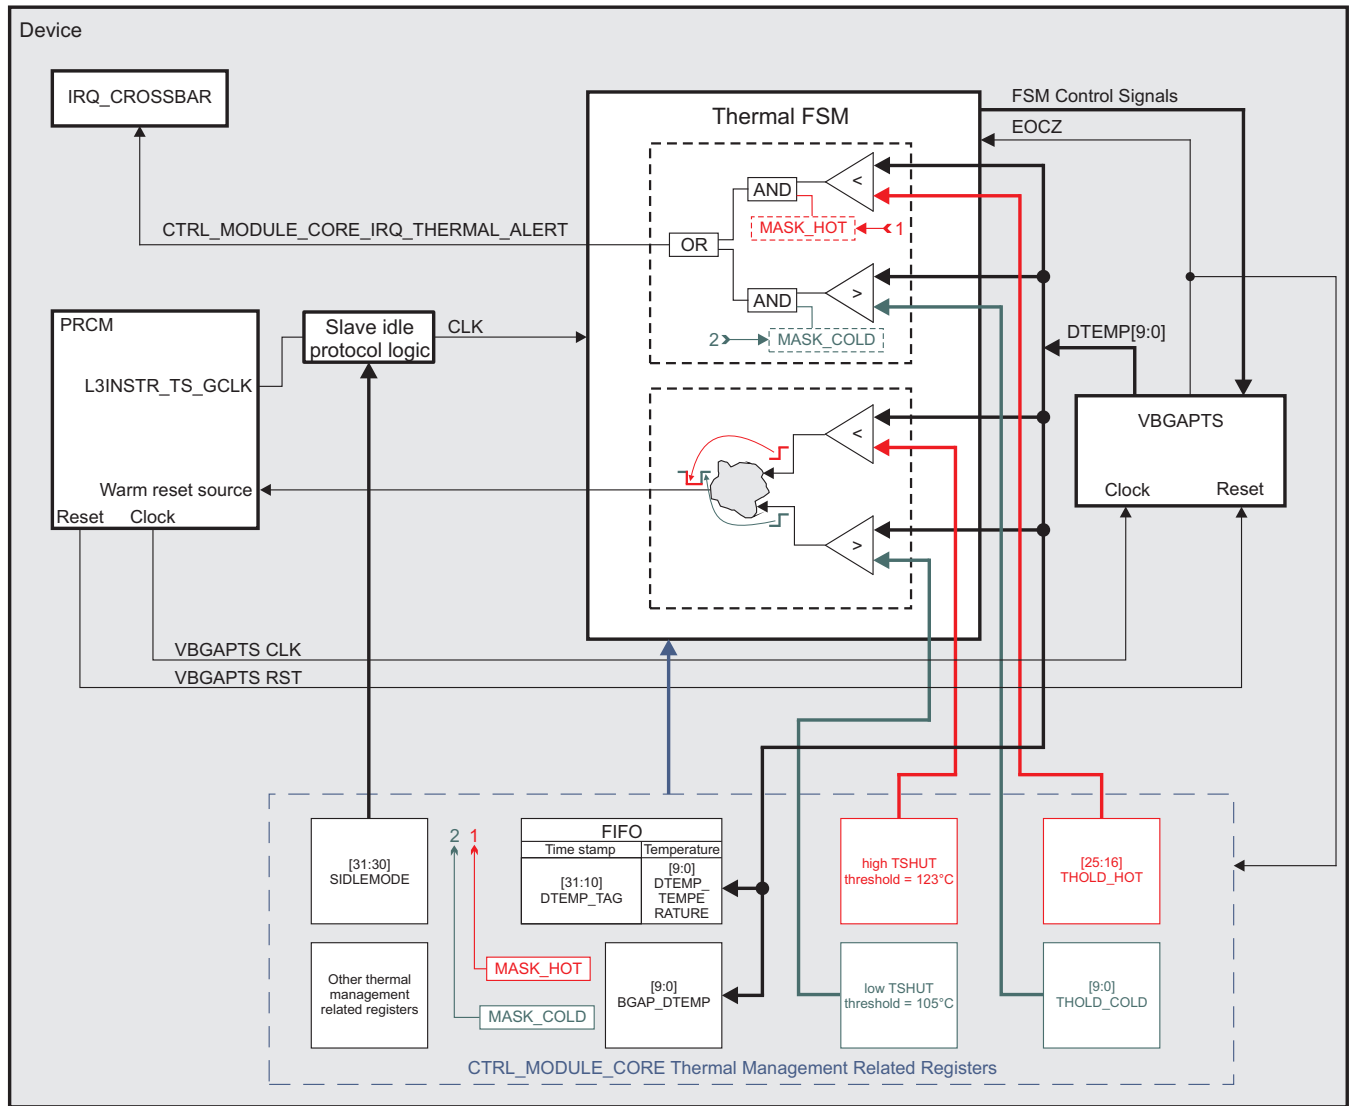 Device
IRQ_CROSSBAR
Thermal FSM
FSM Control Signals
EOCZ
AND
<
MASK_HOT
1
CTRL_MODULE_CORE_IRQ_THERMAL_ALERT
OR
AND
>
2
MASK_COLD
PRCM
Slave idle
protocol logic
CLK
DTEMP[9:0]
L3INSTR_TS_GCLK
VBGAPTS
<
Warm reset source
Clock
Reset
Reset
Clock
>
VBGAPTS CLK
VBGAPTS RST
[31:30]
SIDLEMODE
2
1
FIFO
Time stamp
Temperature
[31:10]
DTEMP_TAG
[9:0]
DTEMP_
TEMPE
RATURE
high TSHUT
threshold = 123°C
[25:16]
THOLD_HOT
Other thermal
management
related registers
MASK_HOT
MASK_COLD
[9:0]
BGAP_DTEMP
low TSHUT
threshold = 105°C
[9:0]
THOLD_COLD
CTRL_MODULE_CORE Thermal Management Related Registers